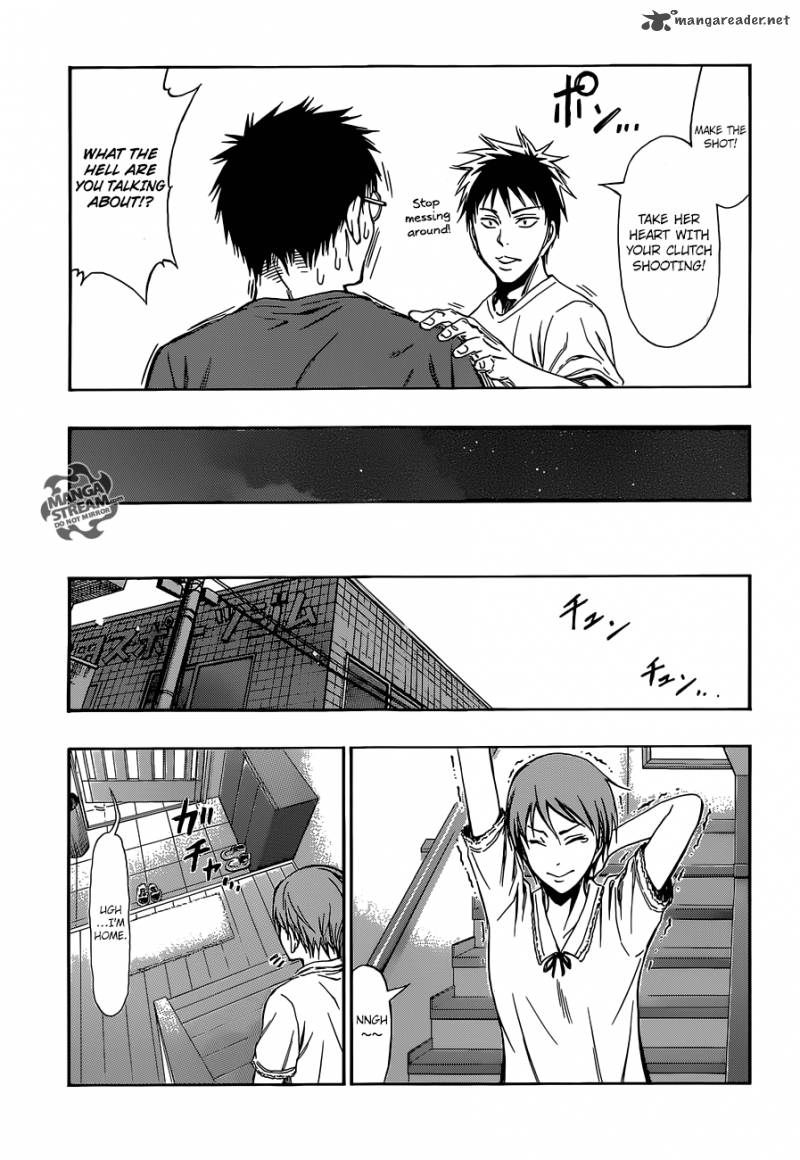 mangareader.net
MAKE THE
SHOT!
TAKE HER
HEART WITH
YOUR CLUTCH
SHOOTING!
ポン...
Stop
messing
around!
WHAT THE
HELL ARE
YOU TALKING
ABOUT!?
MANGA
STREAM.com
DO NOT MIRROR
チュン
チュン...
スポーツジム
NNGH
~~
ガチャ...
UGH
...I'M
HOME.